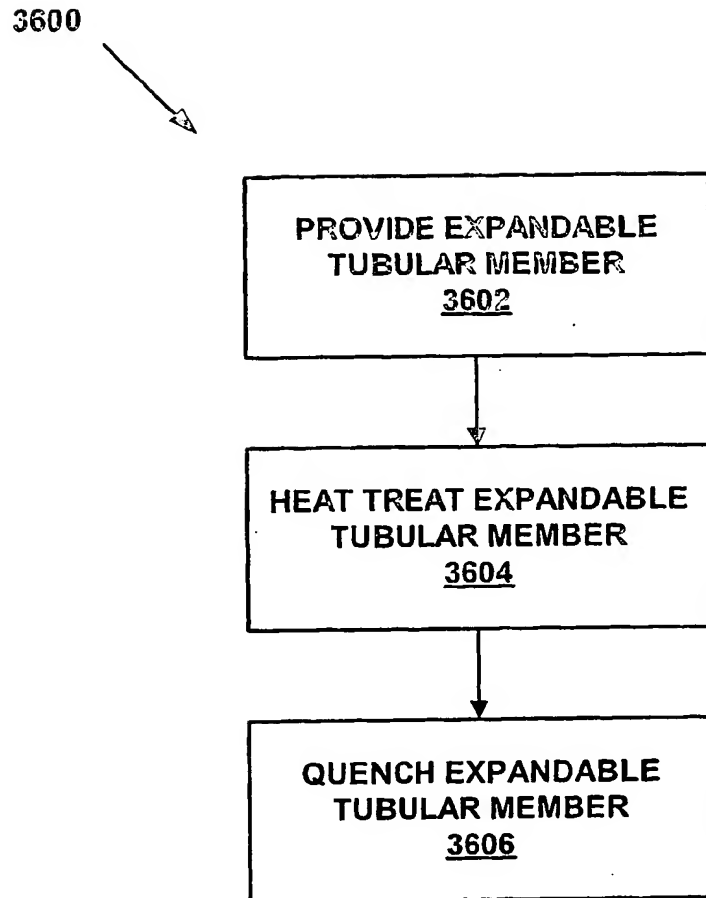 3600
PROVIDE EXPANDABLE
TUBULAR MEMBER
3602
HEAT TREAT EXPANDABLE
TUBULAR MEMBER
3604
QUENCH EXPANDABLE
TUBULAR MEMBER
3606